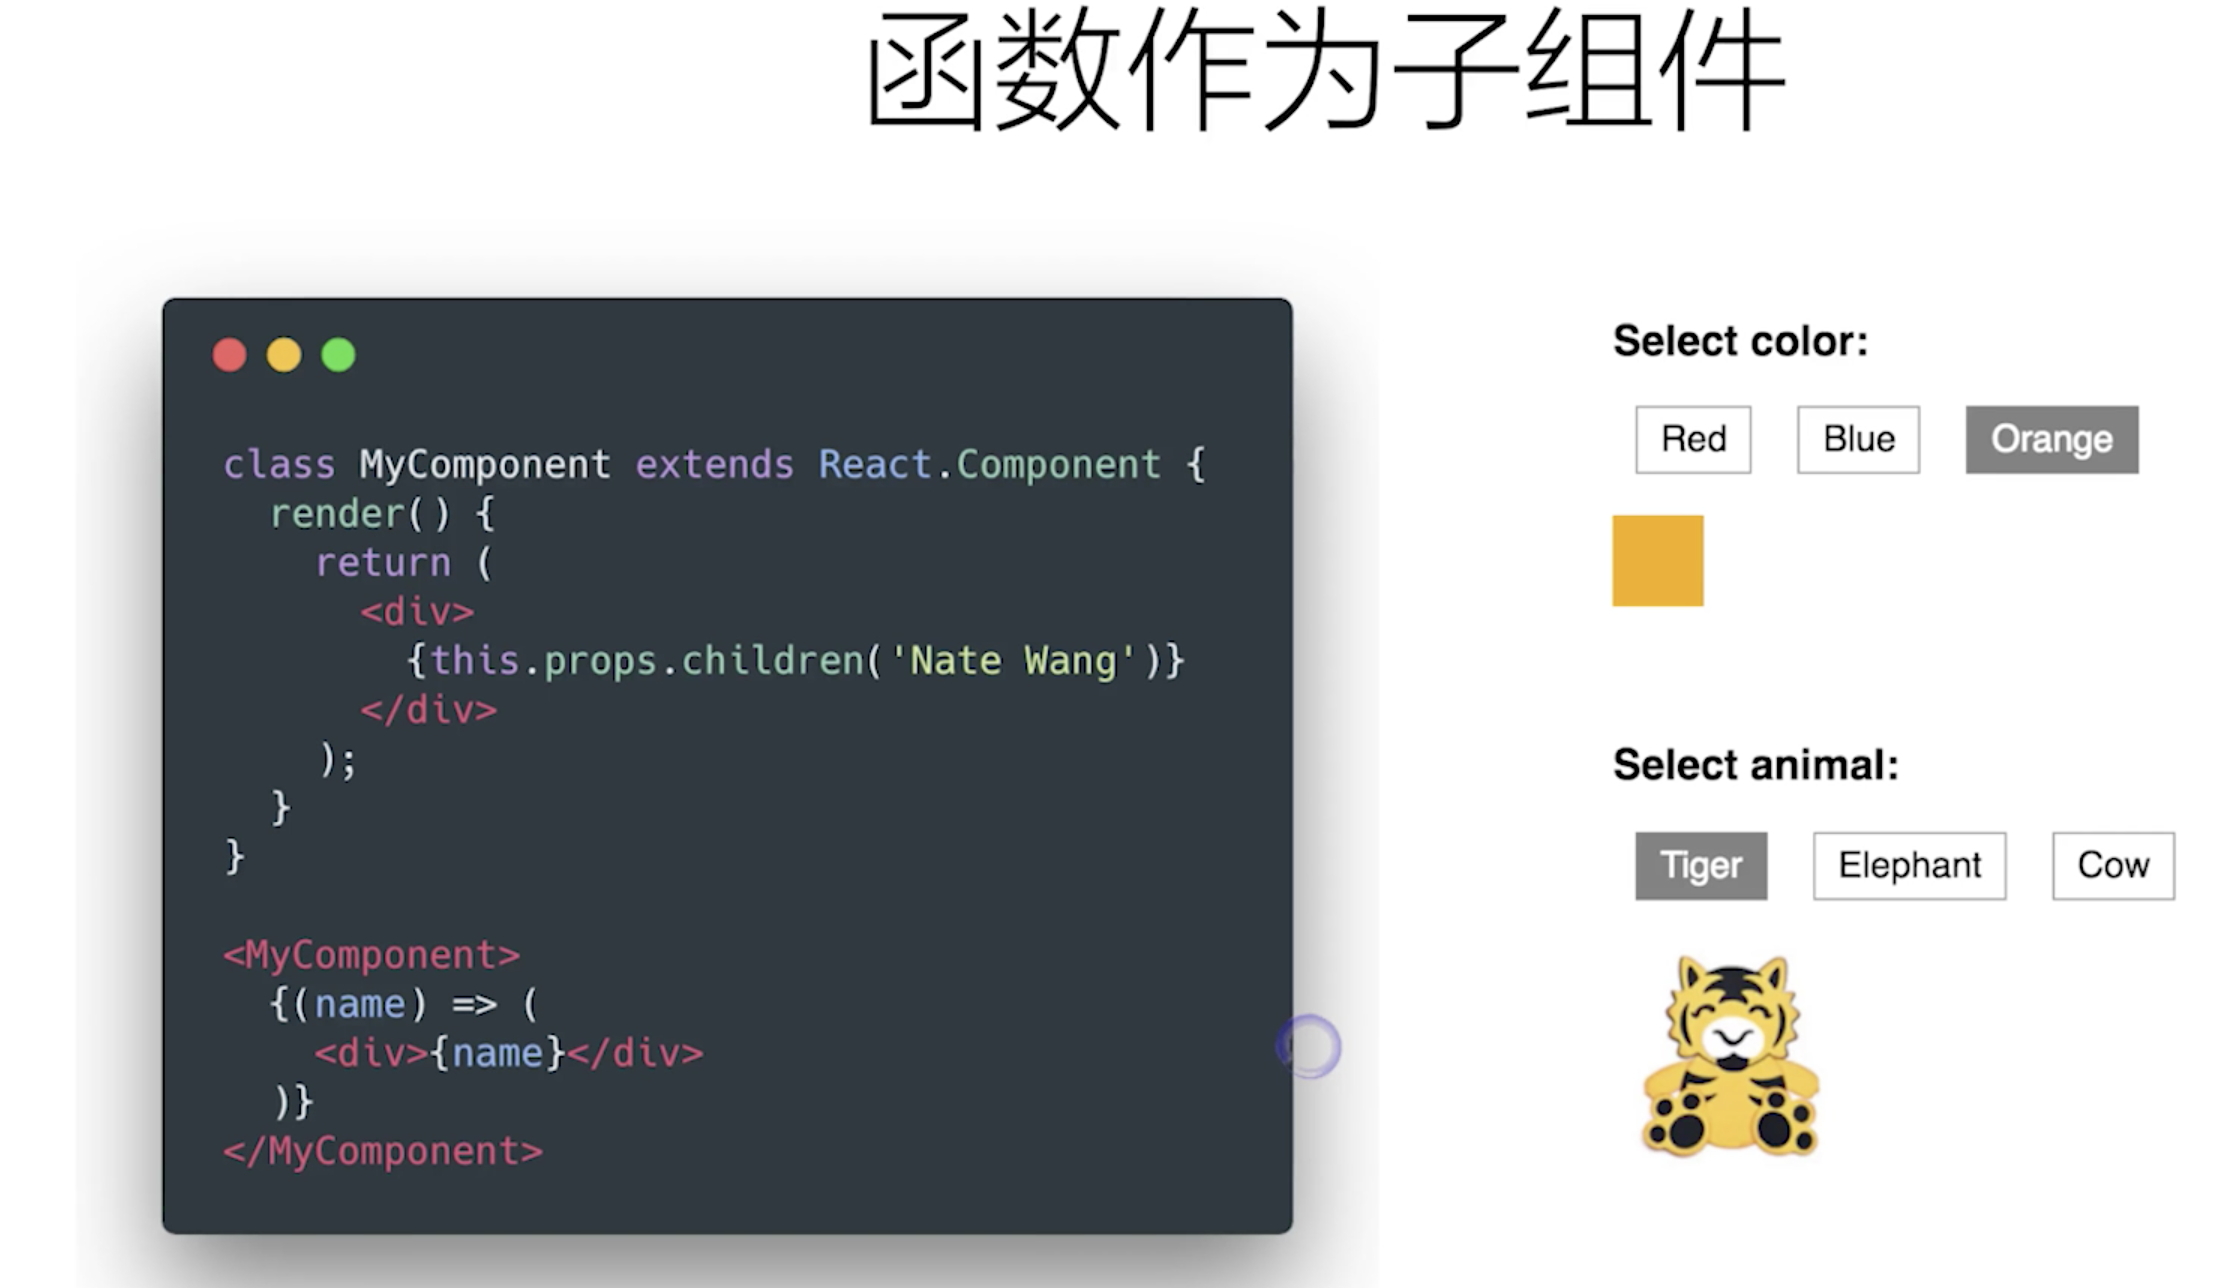 函数作为子组件
class MyComponent extends React.Component {
  render() {
    return (
      <div>
        {this.props.children('Nate Wang')}
      </div>
    );
  }
}
<MyComponent>
  {(name) => (
    <div>{name}</div>
  )}
</MyComponent>
Select color:
Red Blue Orange
Select animal:
Tiger Elephant Cow